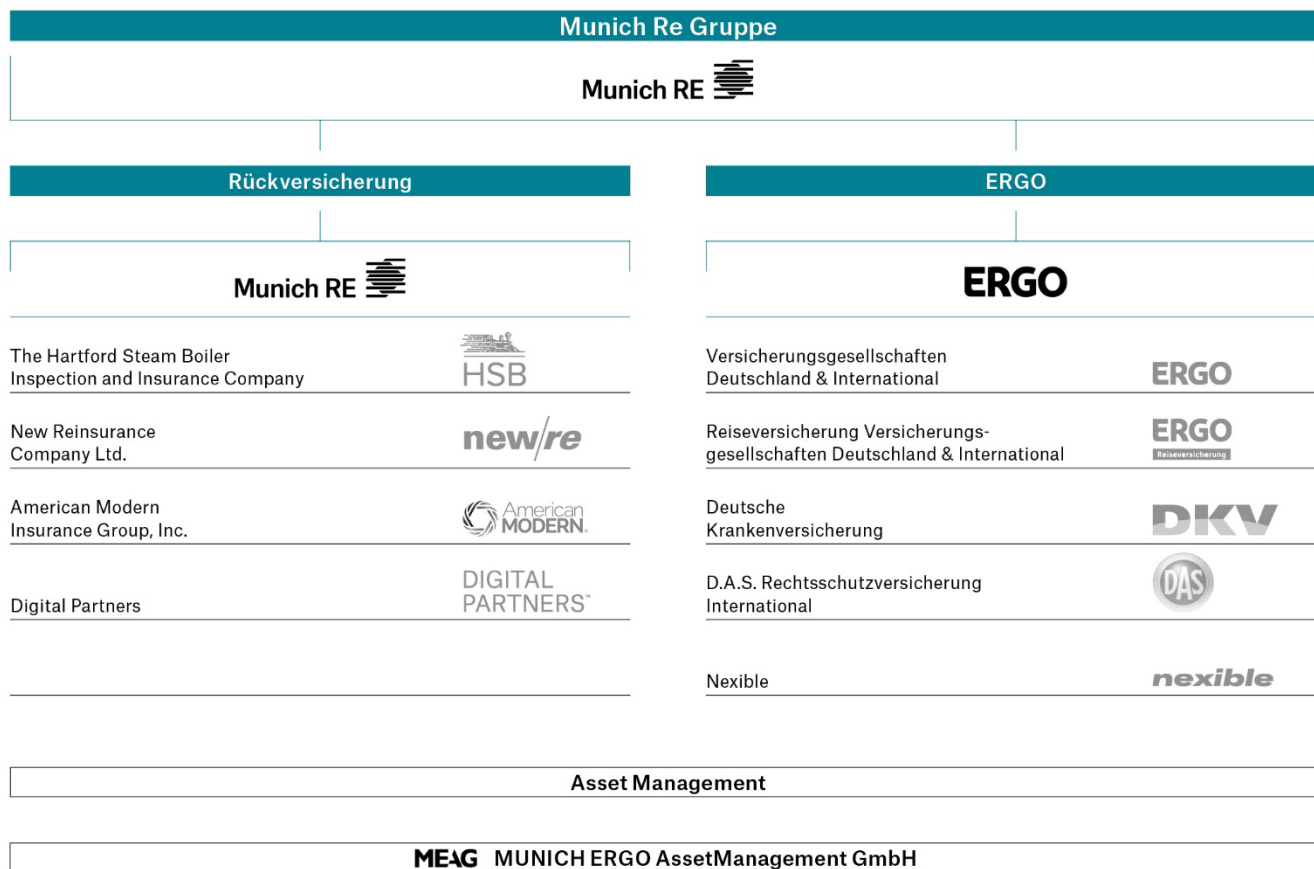 Munich Re Gruppe
Munich RE
Rückversicherung
Munich RE
The Hartford Steam Boiler
Inspection and Insurance Company
HSB
New Reinsurance
Company Ltd.
new/re
American Modern
Insurance Group, Inc.
American
MODERN®
Digital Partners
DIGITAL
PARTNERS™
ERGO
ERGO
Versicherungsgesellschaften
Deutschland & International
ERGO
Reiseversicherung Versicherungs-
gesellschaften Deutschland & International
ERGO
Reiseversicherung
Deutsche
Krankenversicherung
DKV
D.A.S. Rechtsschutzversicherung
International
DAS
Nexible
nexible
Asset Management
MEAG MUNICH ERGO AssetManagement GmbH